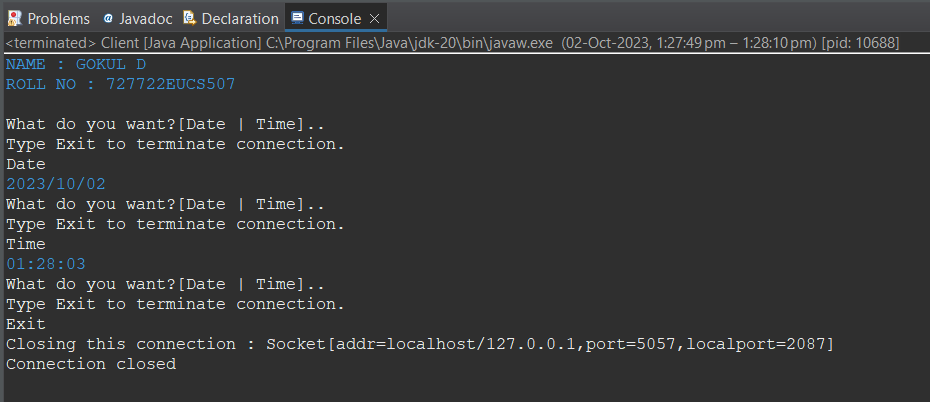 Problems @ Javadoc Declaration Console
<terminated> Client [Java Application] C:\Program Files\Java\jdk-20\bin\javaw.exe (02-Oct-2023, 1:27:49 pm – 1:28:10 pm) [pid: 10688]
NAME : GOKUL D
ROLL NO : 727722EUCS507
What do you want?[Date | Time]..
Type Exit to terminate connection.
Date
2023/10/02
What do you want?[Date | Time]..
Type Exit to terminate connection.
Time
01:28:03
What do you want?[Date | Time]..
Type Exit to terminate connection.
Exit
Closing this connection : Socket[addr=localhost/127.0.0.1,port=5057,localport=2087]
Connection closed